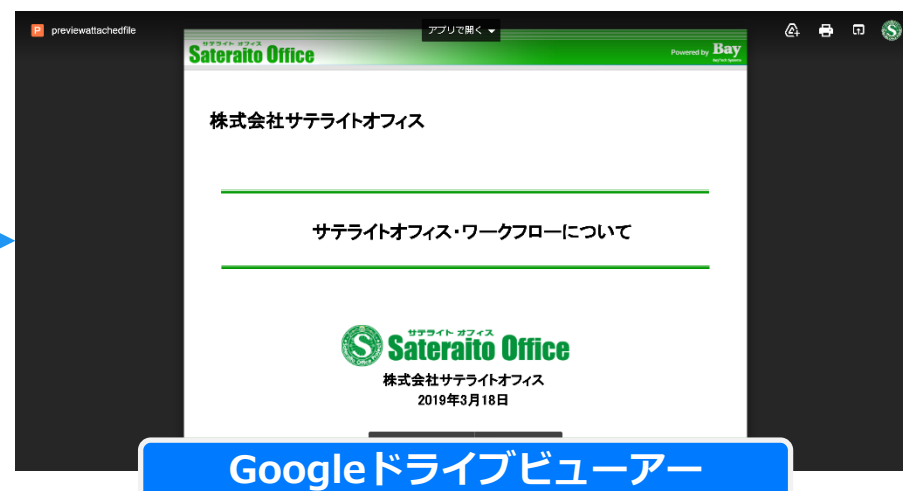 previewattachedfile
アプリで開く
サテライト オフィス
Sateraito Office
Powered by Bay
株式会社サテライトオフィス
サテライトオフィス・ワークフローについて
サテライト オフィス
Sateraito Office
株式会社サテライトオフィス
2019年3月18日
Googleドライブビューアー